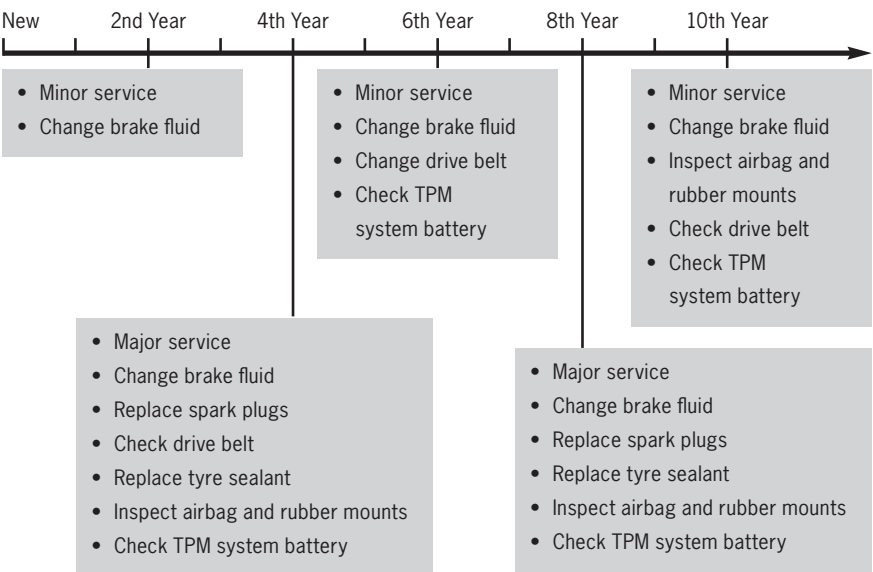 New 2nd Year 4th Year 6th Year 8th Year 10th Year
• Minor service
• Change brake fluid
• Minor service
• Change brake fluid
• Change drive belt
• Check TPM
system battery
• Minor service
• Change brake fluid
• Inspect airbag and
rubber mounts
• Check drive belt
• Check TPM
system battery
• Major service
• Change brake fluid
• Replace spark plugs
• Check drive belt
• Replace tyre sealant
• Inspect airbag and rubber mounts
• Check TPM system battery
• Major service
• Change brake fluid
• Replace spark plugs
• Replace tyre sealant
• Inspect airbag and rubber mounts
• Check TPM system battery